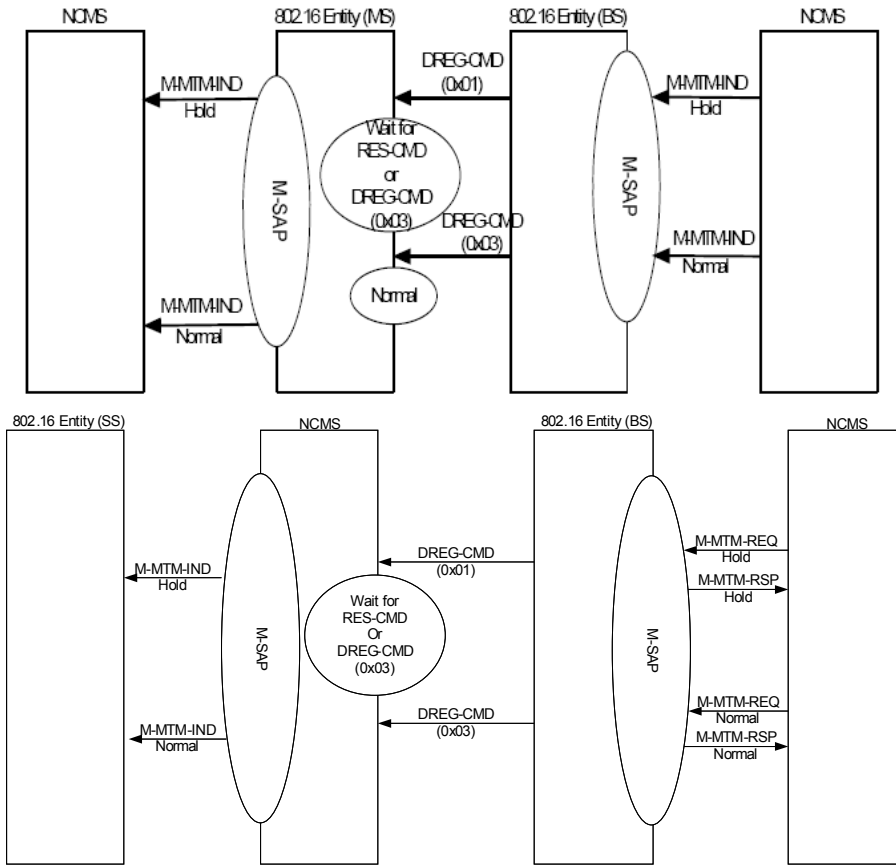 NCMS
802.16 Entity (MS)
802.16 Entity (BS)
NCMS
M-MTM-IND
Hold
M-SAP
DREG-CMD
(0x01)
Wait for
RES-CMD
or
DREG-CMD
(0x03)
DREG-CMD
(0x03)
Normal
M-MTM-IND
Normal
M-MTM-IND
Hold
M-SAP
M-MTM-IND
Normal
802.16 Entity (SS)
NCMS
802.16 Entity (BS)
NCMS
M-MTM-IND
Hold
M-SAP
M-MTM-IND
Normal
DREG-CMD
(0x01)
Wait for
RES-CMD
Or
DREG-CMD
(0x03)
DREG-CMD
(0x03)
M-SAP
M-MTM-REQ
Hold
M-MTM-RSP
Hold
M-MTM-REQ
Normal
M-MTM-RSP
Normal